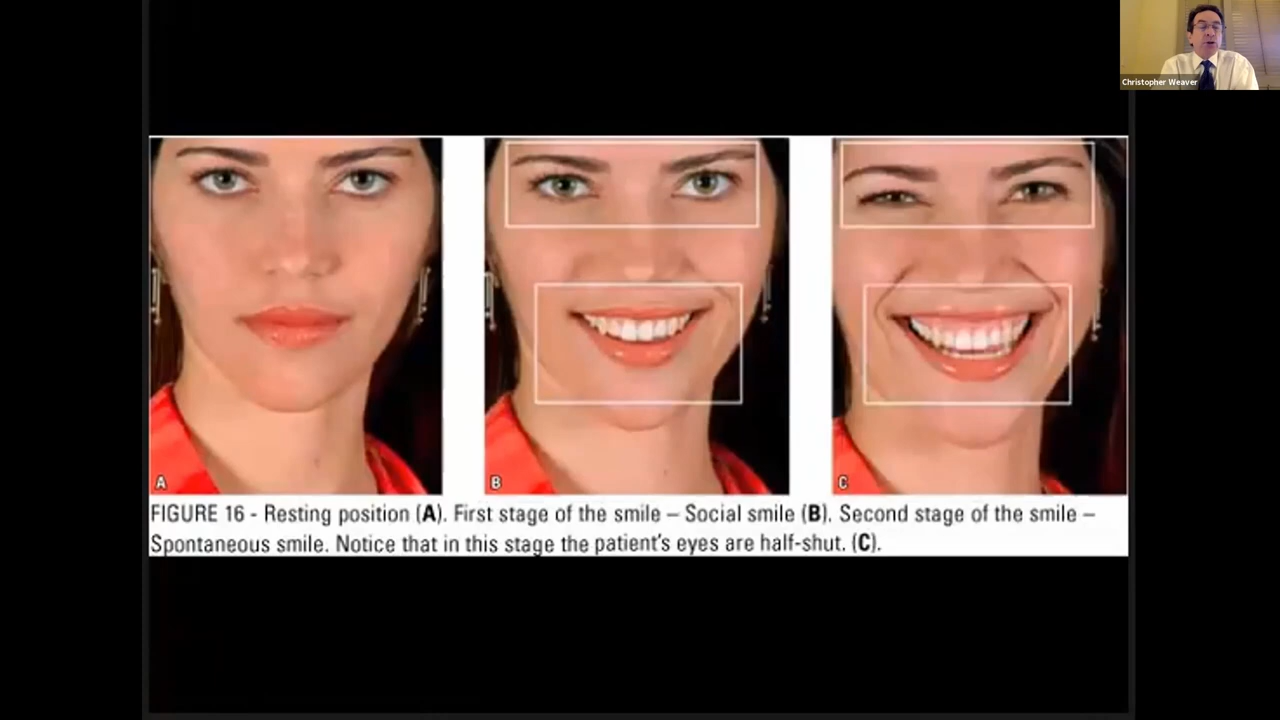 Christopher Weaver
A
B
C
FIGURE 16 - Resting position (A). First stage of the smile – Social smile (B). Second stage of the smile –
Spontaneous smile. Notice that in this stage the patient's eyes are half-shut. (C).